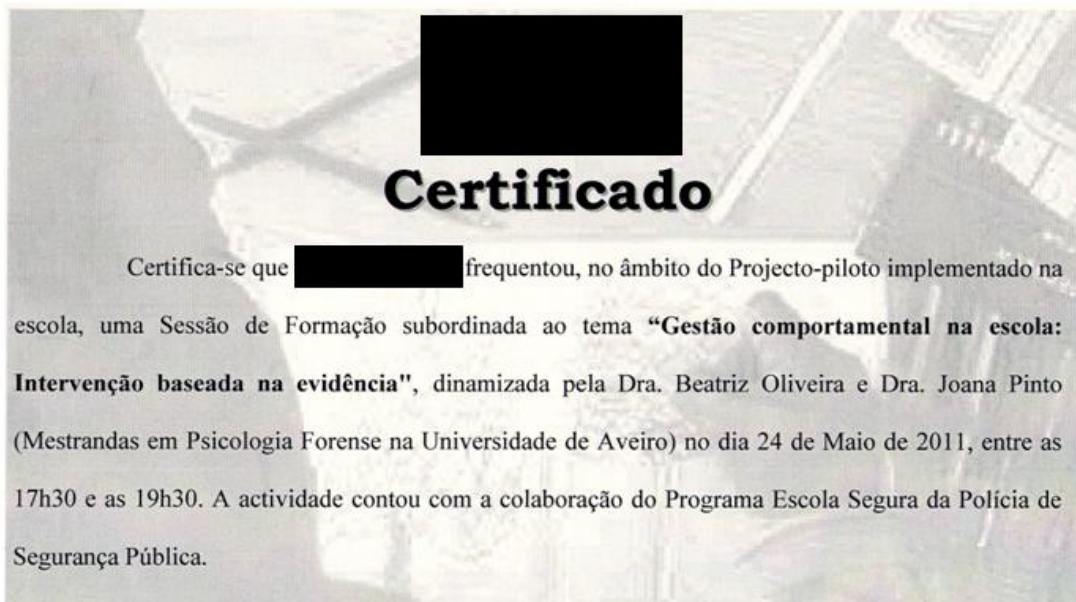 Certificado
Certifica-se que frequentou, no âmbito do Projecto-piloto implementado na
escola, uma Sessão de Formação subordinada ao tema “Gestão comportamental na escola:
Intervenção baseada na evidência", dinamizada pela Dra. Beatriz Oliveira e Dra. Joana Pinto
(Mestrandas em Psicologia Forense na Universidade de Aveiro) no dia 24 de Maio de 2011, entre as
17h30 e as 19h30. A actividade contou com a colaboração do Programa Escola Segura da Polícia de
Segurança Pública.